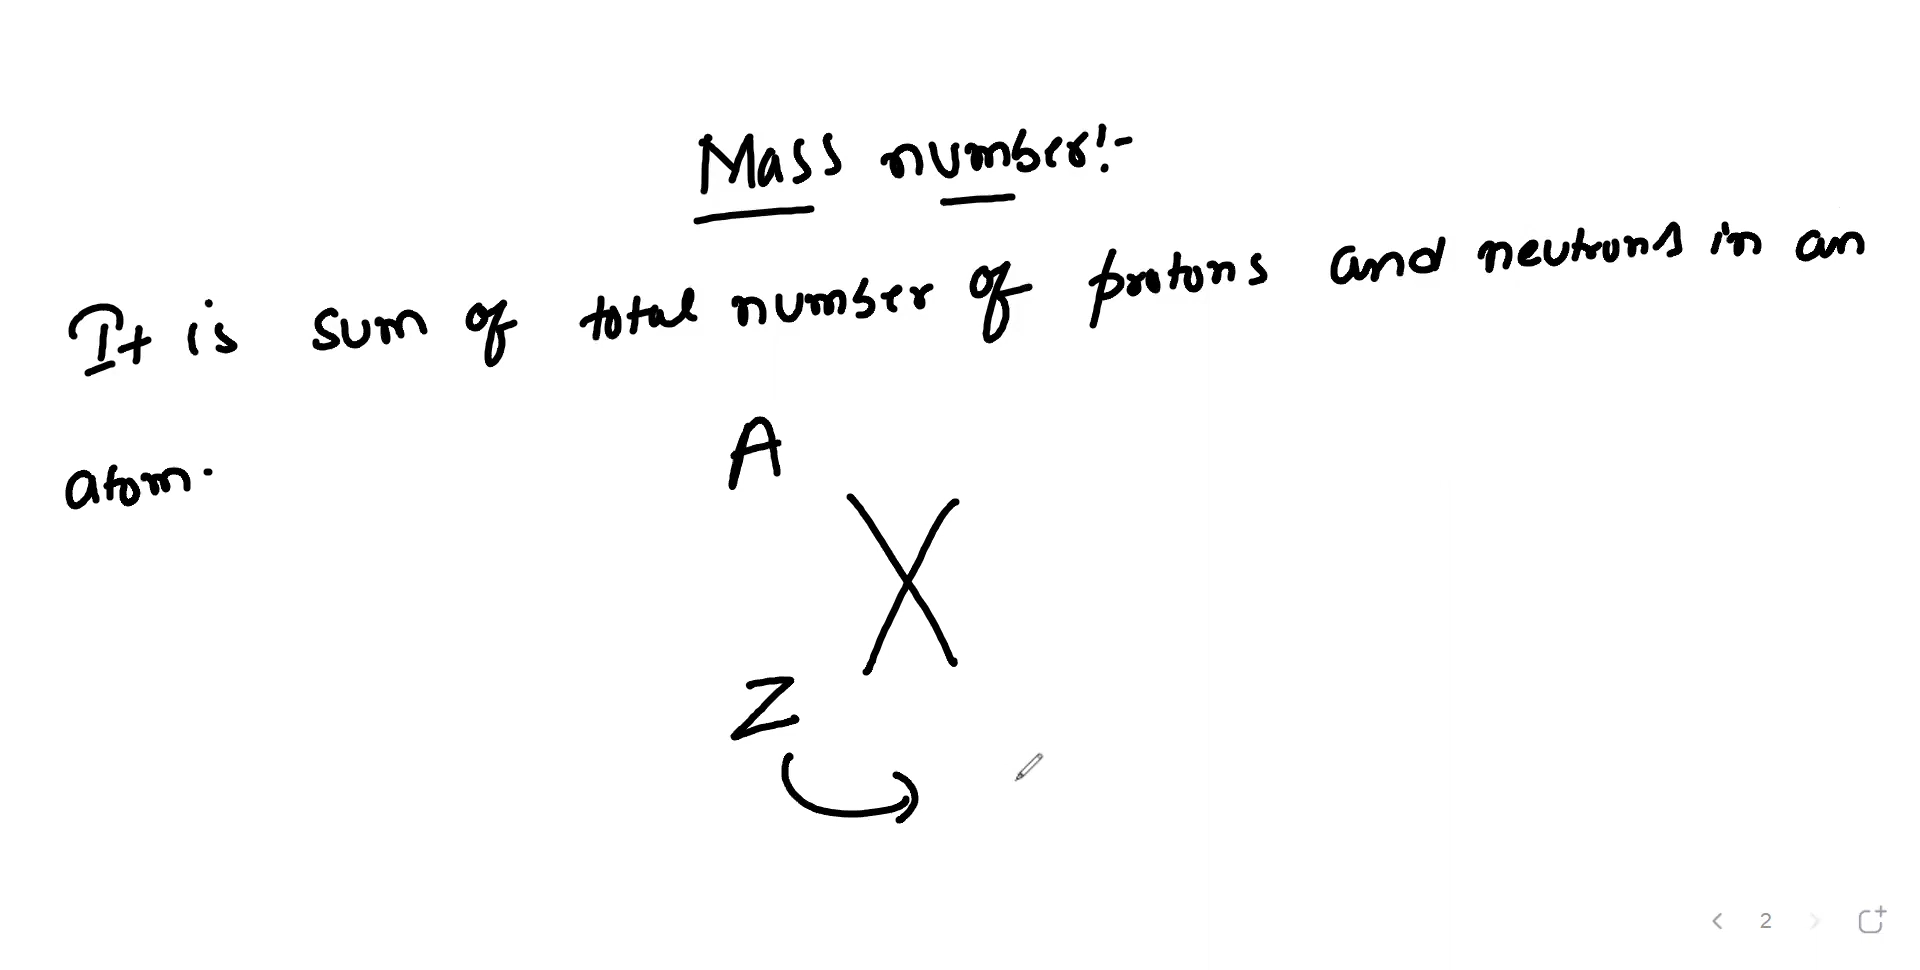 Mass number:-
It is sum of total number of protons and neutrons in an
atom.
A
X
Z
2